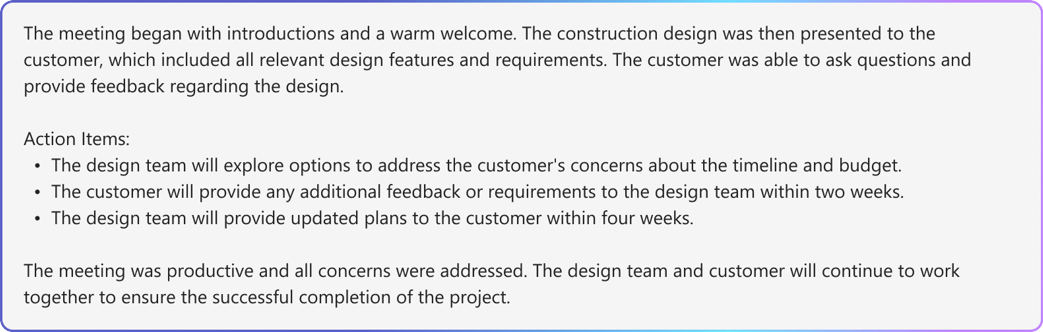 The meeting began with introductions and a warm welcome. The construction design was then presented to the
customer, which included all relevant design features and requirements. The customer was able to ask questions and
provide feedback regarding the design.
Action Items:
• The design team will explore options to address the customer's concerns about the timeline and budget.
• The customer will provide any additional feedback or requirements to the design team within two weeks.
• The design team will provide updated plans to the customer within four weeks.
The meeting was productive and all concerns were addressed. The design team and customer will continue to work
together to ensure the successful completion of the project.